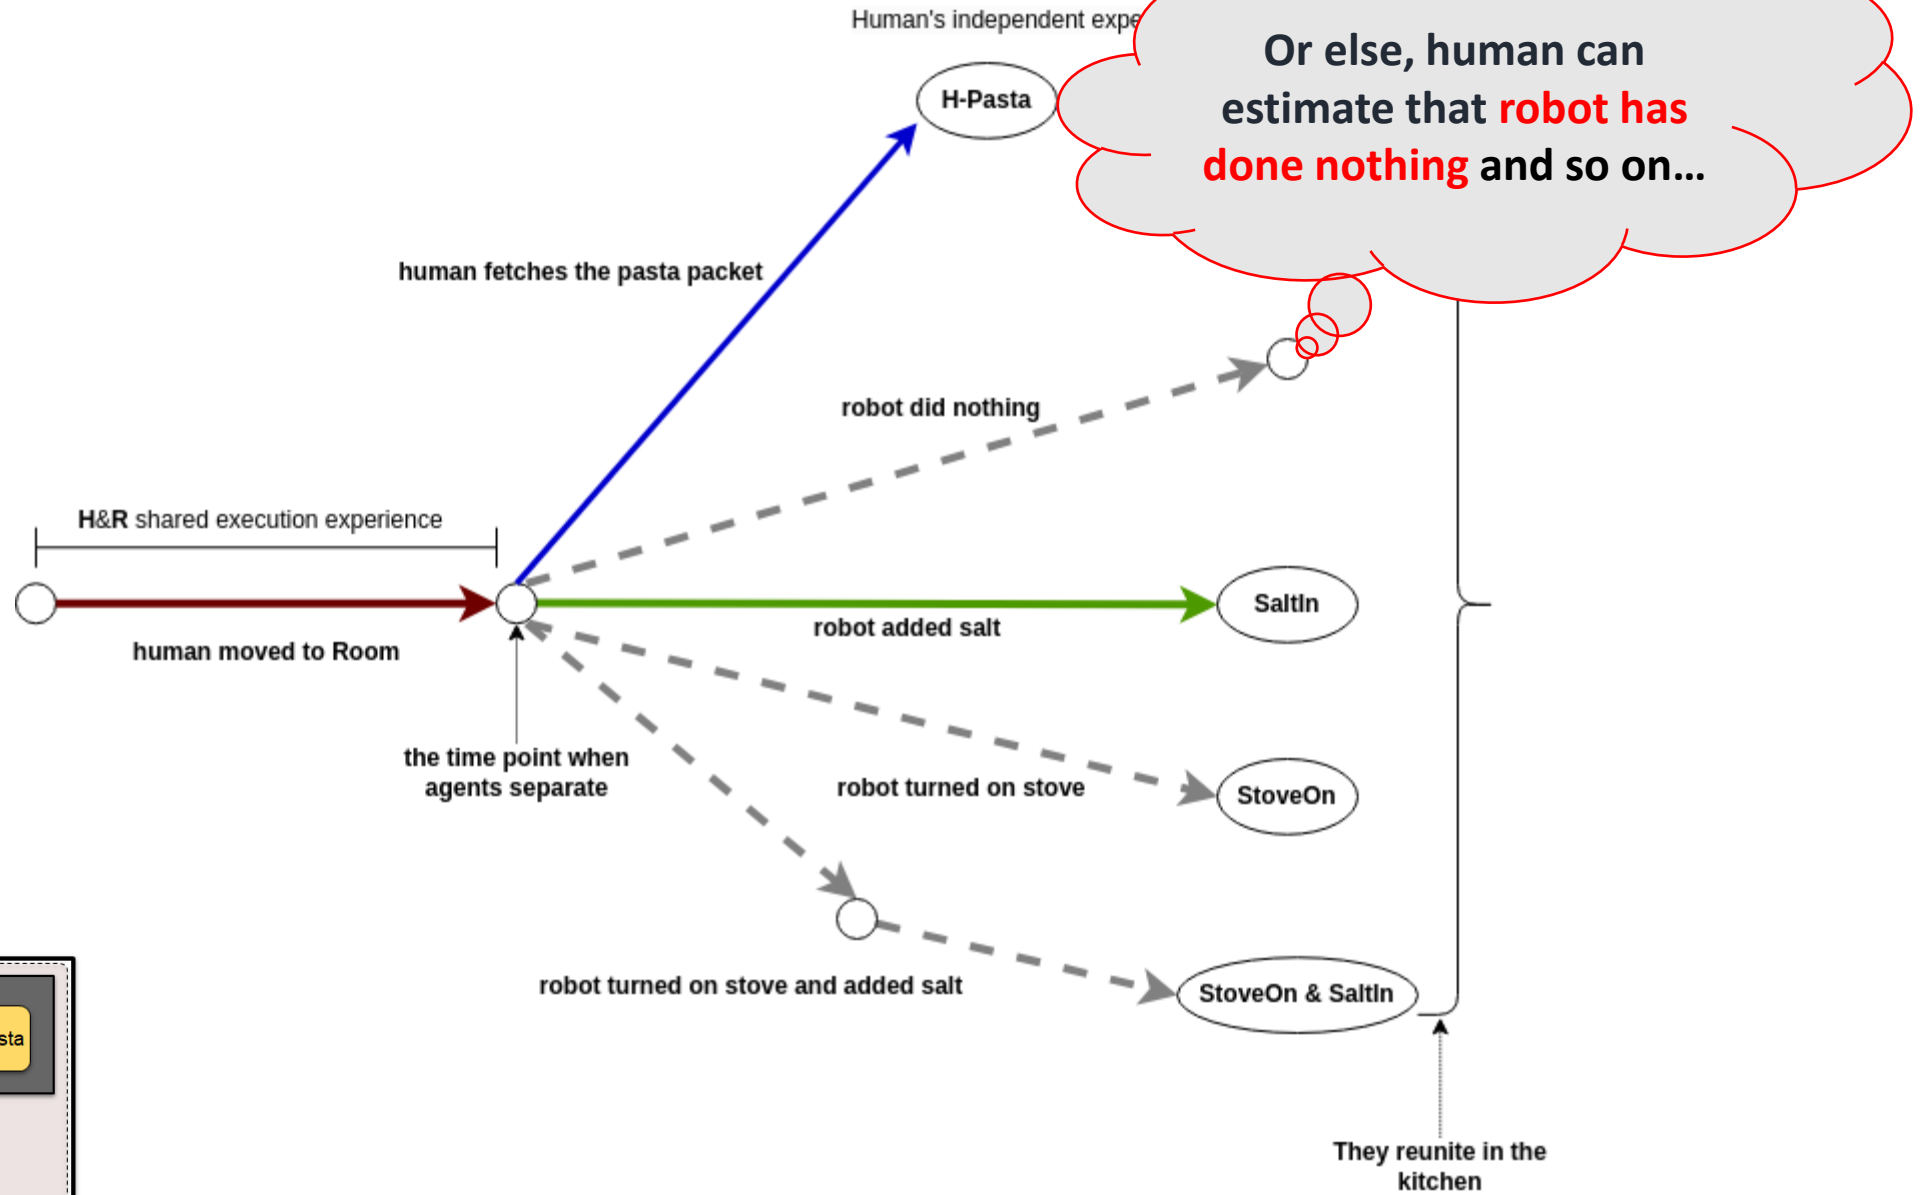 Human's independent expe
Or else, human can
estimate that robot has
done nothing and so on...
H-Pasta
human fetches the pasta packet
robot did nothing
H&R shared execution experience
SaltIn
robot added salt
human moved to Room
the time point when
agents separate
robot turned on stove
StoveOn
robot turned on stove and added salt
StoveOn & SaltIn
sta
They reunite in the
kitchen